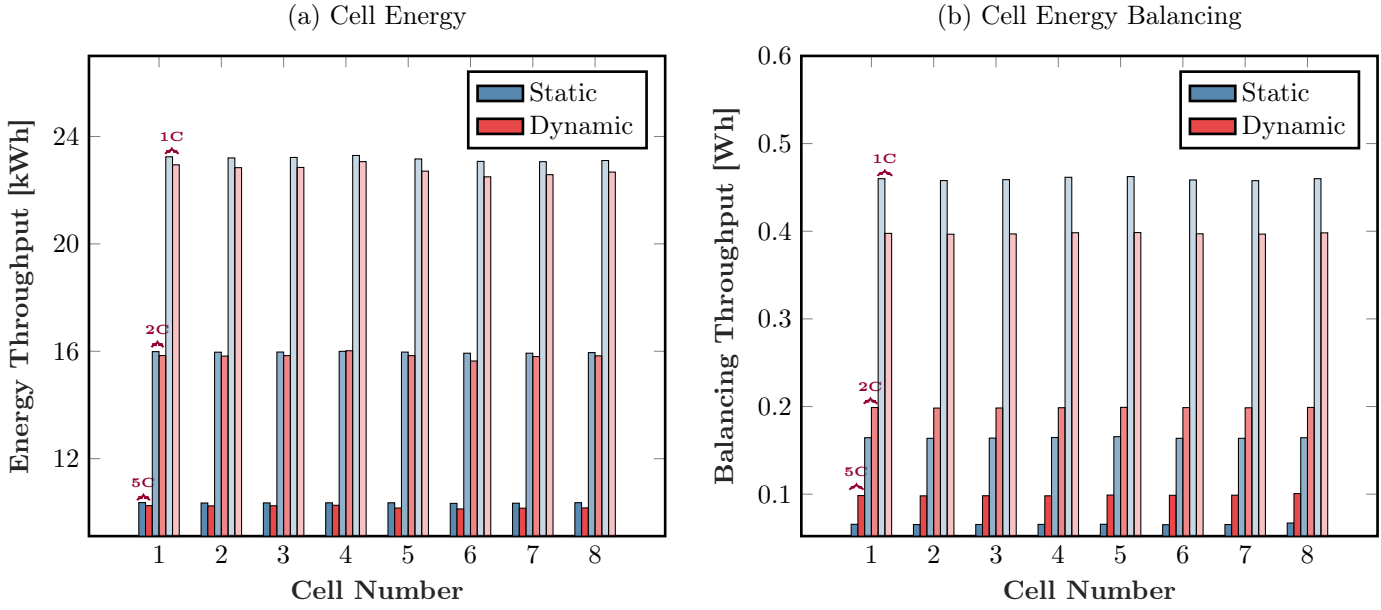 (a) Cell Energy
Energy Throughput [kWh]
24
20
16
12
1C
2C
5C
Static
Dynamic
1 2 3 4 5 6 7 8
Cell Number
(b) Cell Energy Balancing
Balancing Throughput [Wh]
0.6
0.5
0.4
0.3
0.2
0.1
1C
2C
5C
Static
Dynamic
1 2 3 4 5 6 7 8
Cell Number